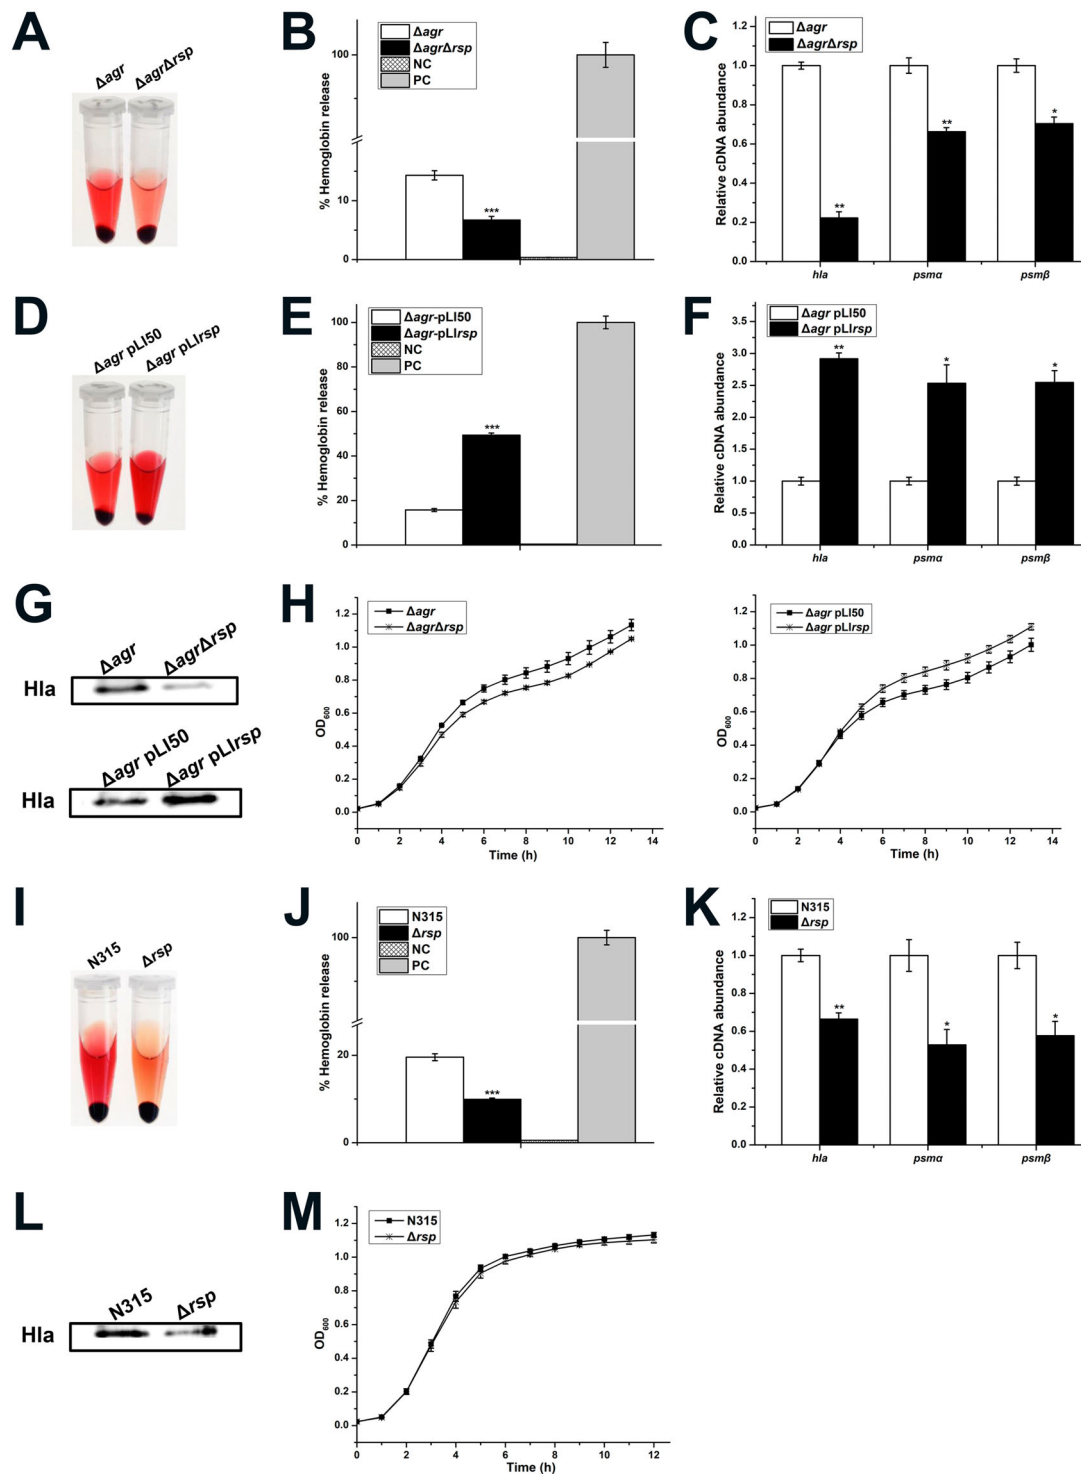 A
Δagr
ΔagrΔrsp
B
Δagr
ΔagrΔrsp
NC
PC
% Hemoglobin release
100
10
0
***
C
Δagr
ΔagrΔrsp
Relative cDNA abundance
1.2
1.0
0.8
0.6
0.4
0.2
0.0
**
**
*
hla
psmα
psmβ
D
Δagr pLI50
Δagr pLIrsp
E
Δagr-pLI50
Δagr-pLIrsp
NC
PC
% Hemoglobin release
100
80
60
40
20
0
***
F
Δagr pLI50
Δagr pLIrsp
Relative cDNA abundance
3.5
3.0
2.5
2.0
1.5
1.0
0.5
0.0
**
*
*
hla
psmα
psmβ
G
Δagr
ΔagrΔrsp
Hla
Δagr pLI50
Δagr pLIrsp
Hla
H
Δagr
ΔagrΔrsp
OD600
1.2
1.0
0.8
0.6
0.4
0.2
0.0
0 2 4 6 8 10 12 14
Time (h)
Δagr pLI50
Δagr pLIrsp
OD600
1.2
1.0
0.8
0.6
0.4
0.2
0.0
0 2 4 6 8 10 12 14
Time (h)
I
N315
Δrsp
J
N315
Δrsp
NC
PC
% Hemoglobin release
100
20
0
***
K
N315
Δrsp
Relative cDNA abundance
1.2
1.0
0.8
0.6
0.4
0.2
0.0
**
*
*
hla
psmα
psmβ
L
N315
Δrsp
Hla
M
N315
Δrsp
OD600
1.2
1.0
0.8
0.6
0.4
0.2
0.0
0 2 4 6 8 10 12
Time (h)